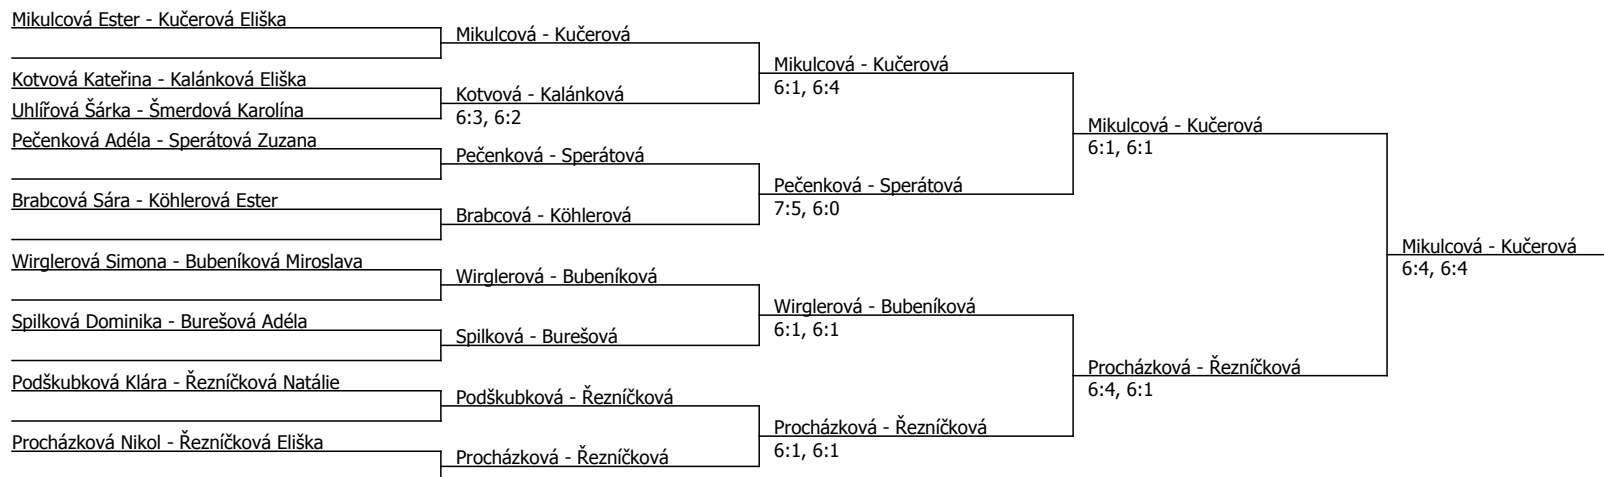 Mikulcová Ester - Kučerová Eliška
Mikulcová - Kučerová
Mikulcová - Kučerová
6:1, 6:4
Kotvová Kateřina - Kalánková Eliška
Kotvová - Kalánková
6:3, 6:2
Uhlířová Šárka - Šmerdová Karolína
Mikulcová - Kučerová
6:1, 6:1
Pečenková Adéla - Sperátová Zuzana
Pečenková - Sperátová
Pečenková - Sperátová
7:5, 6:0
Brabcová Sára - Köhlerová Ester
Brabcová - Köhlerová
Mikulcová - Kučerová
6:4, 6:4
Wirglerová Simona - Bubeníková Miroslava
Wirglerová - Bubeníková
Wirglerová - Bubeníková
6:1, 6:1
Spilková Dominika - Burešová Adéla
Spilková - Burešová
Procházková - Řezníčková
6:4, 6:1
Podškubková Klára - Řezníčková Natálie
Podškubková - Řezníčková
Procházková - Řezníčková
6:1, 6:1
Procházková Nikol - Řezníčková Eliška
Procházková - Řezníčková